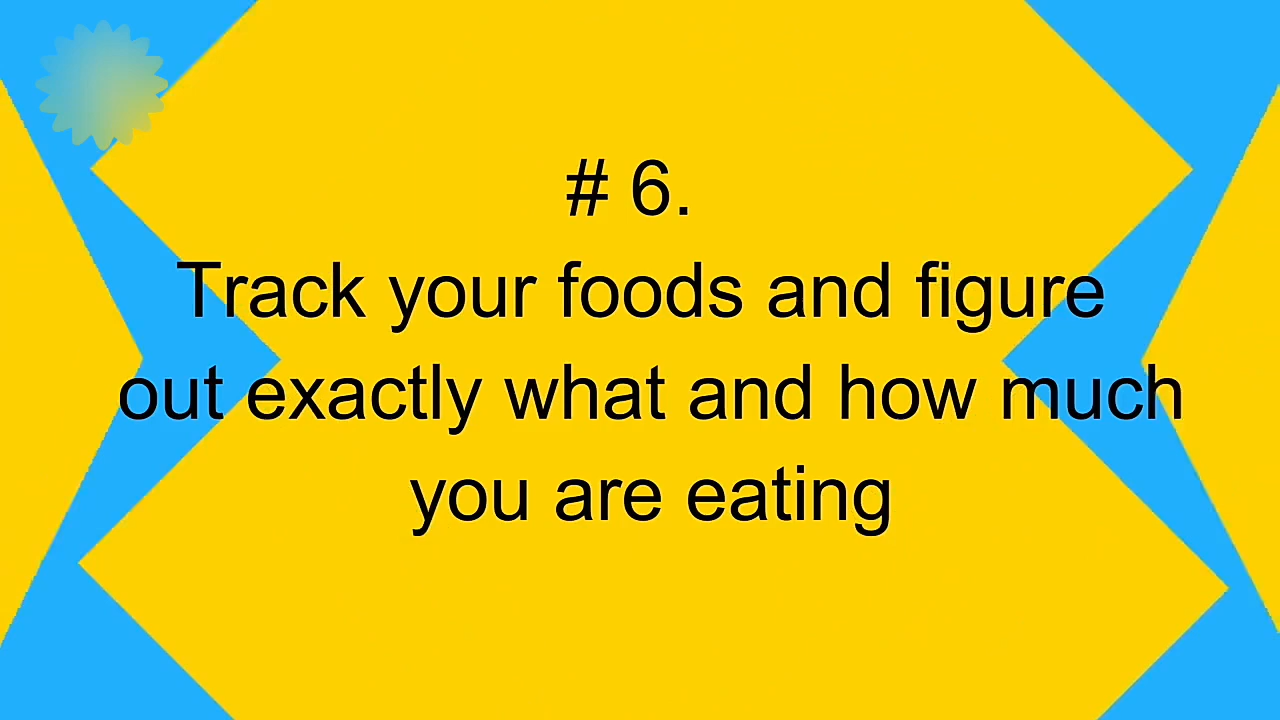 # 6.
Track your foods and figure
out exactly what and how much
you are eating